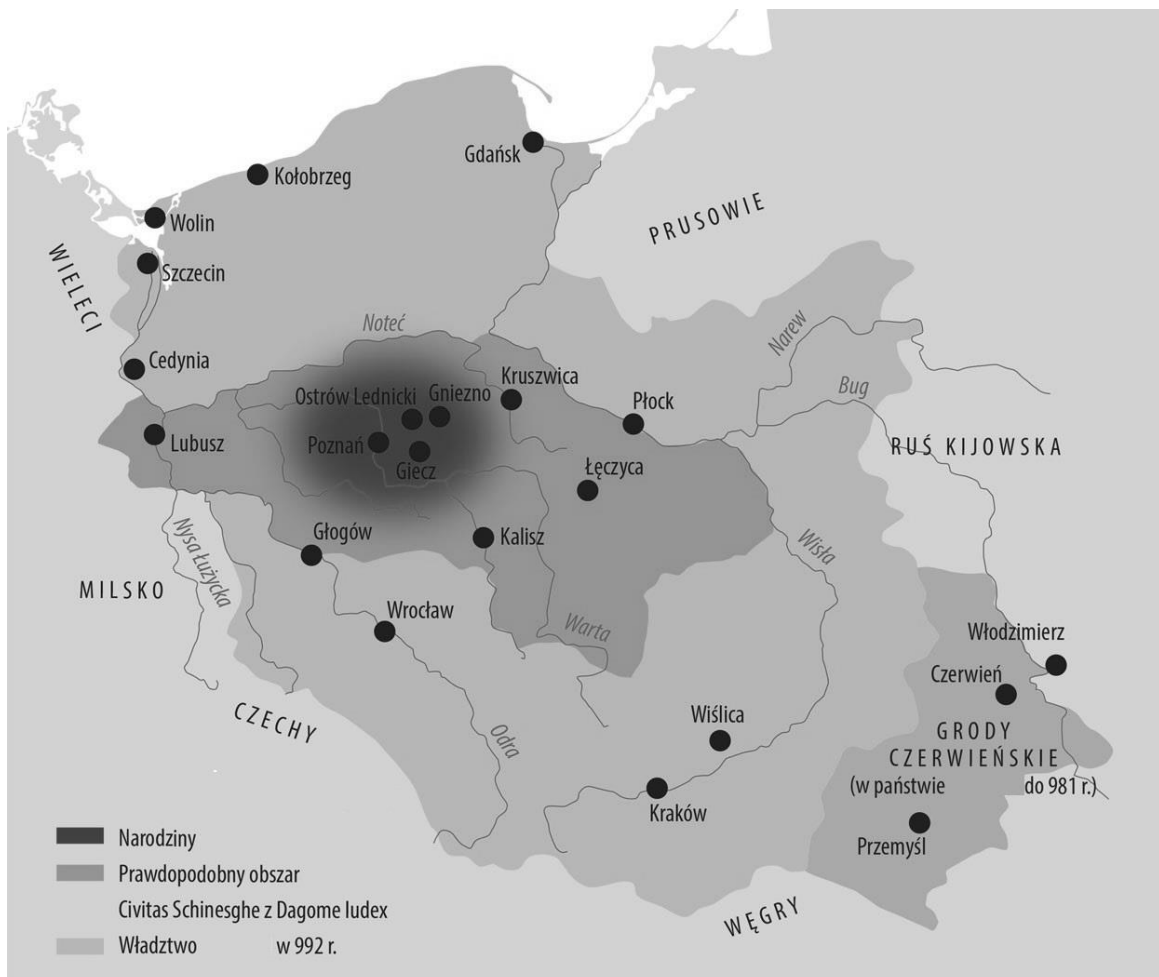 Gdańsk
Kołobrzeg
PRUSOWIE
Wolin
WIELECI
Szczecin
Noteć
Narew
Cedynia
Bug
Ostrów Lednicki
Gniezno
Kruszwica
Płock
Lubusz
Poznań
Giecz
RUŚ KIJOWSKA
Łęczyca
Nysa Łużycka
Głogów
Kalisz
Wisła
MILSKO
Wrocław
Warta
Włodzimierz
Czerwień
CZECHY
Odra
Wiślica
GRODY
CZERWIEŃSKIE
(w państwie do 981 r.)
Kraków
Przemyśl
WĘGRY
Narodziny
Prawdopodobny obszar
Civitas Schinesghe z Dagome Iudex
Władztwo w 992 r.